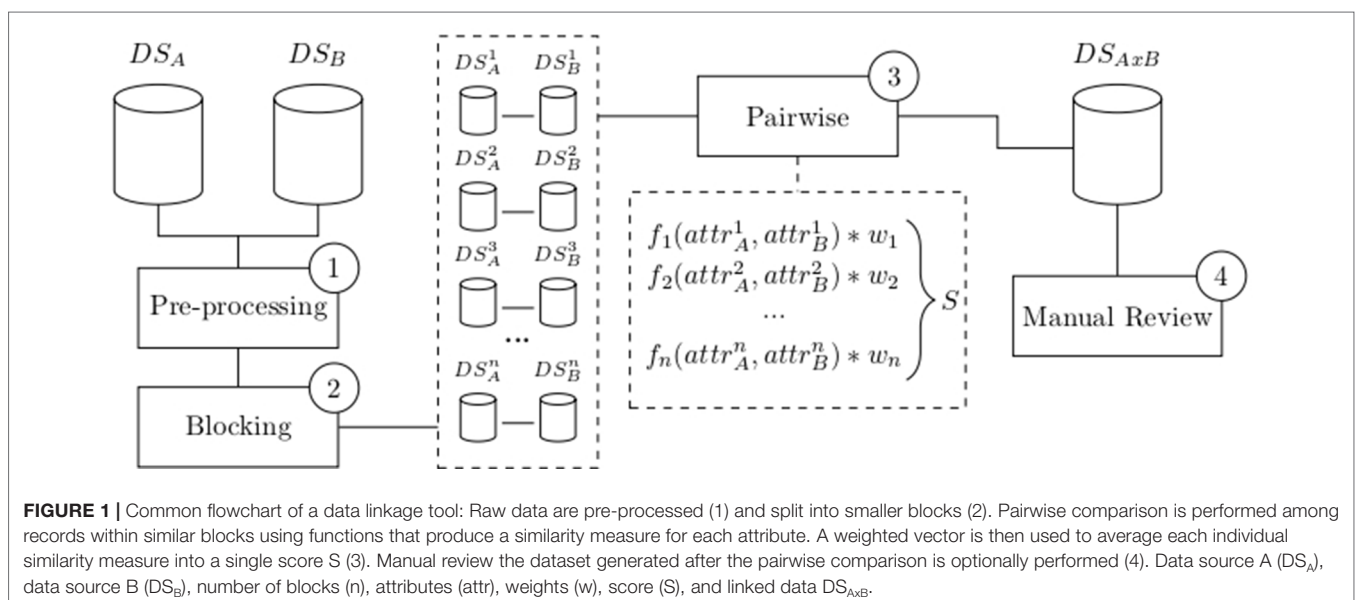 DS_A DS_B
DS_A^1 DS_B^1
DS_A^2 DS_B^2
DS_A^3 DS_B^3
...
DS_A^n DS_B^n
1
Pre-processing
2
Blocking
3
Pairwise
f_1(attr_A^1, attr_B^1) * w_1
f_2(attr_A^2, attr_B^2) * w_2
...
f_n(attr_A^n, attr_B^n) * w_n
S
DS_{AxB}
4
Manual Review
FIGURE 1 | Common flowchart of a data linkage tool: Raw data are pre-processed (1) and split into smaller blocks (2). Pairwise comparison is performed among
records within similar blocks using functions that produce a similarity measure for each attribute. A weighted vector is then used to average each individual
similarity measure into a single score S (3). Manual review the dataset generated after the pairwise comparison is optionally performed (4). Data source A (DS_A),
data source B (DS_B), number of blocks (n), attributes (attr), weights (w), score (S), and linked data DS_{AxB}.